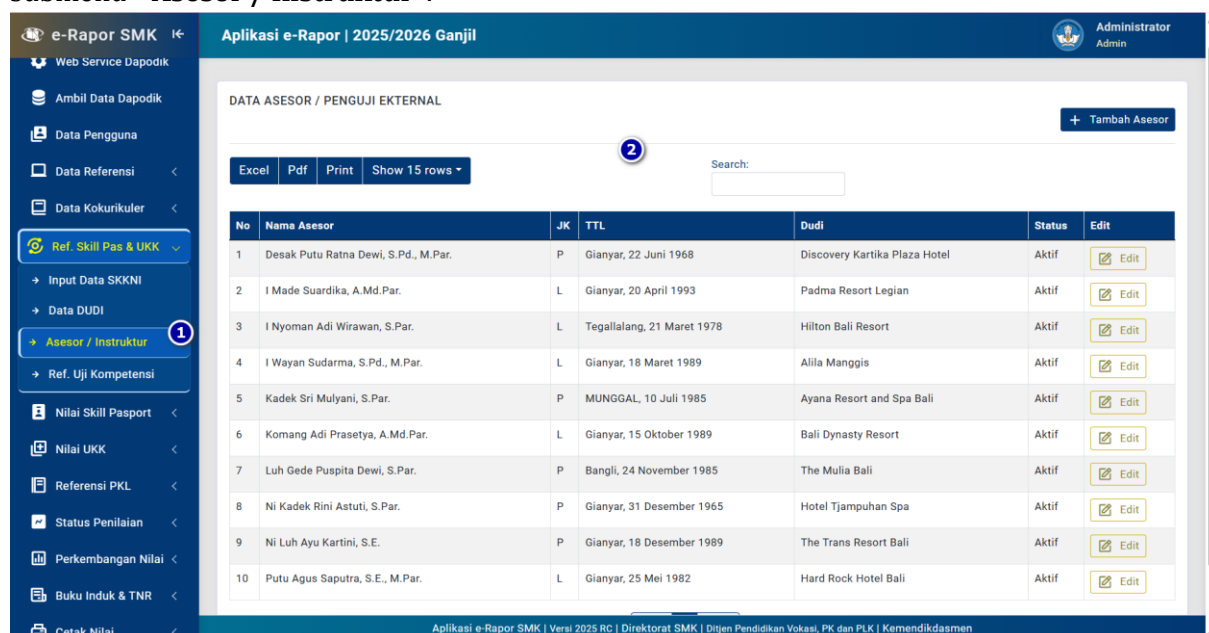 submenu "Asesor / Instruktur".
e-Rapor SMK
Aplikasi e-Rapor | 2025/2026 Ganjil
Administrator
Admin
Web Service Dapodik
Ambil Data Dapodik
Data Pengguna
Data Referensi
Data Kokurikuler
Ref. Skill Pas & UKK
Input Data SKKNI
Data DUDI
Asesor / Instruktur
1
Ref. Uji Kompetensi
Nilai Skill Pasport
Nilai UKK
Referensi PKL
Status Penilaian
Perkembangan Nilai
Buku Induk & TNR
Cetak Nilai
DATA ASESOR / PENGUJI EKTERNAL
+ Tambah Asesor
2
Excel Pdf Print Show 15 rows
Search:
No Nama Asesor JK TTL Dudi Status Edit
1 Desak Putu Ratna Dewi, S.Pd., M.Par. P Gianyar, 22 Juni 1968 Discovery Kartika Plaza Hotel Aktif Edit
2 I Made Suardika, A.Md.Par. L Gianyar, 20 April 1993 Padma Resort Legian Aktif Edit
3 I Nyoman Adi Wirawan, S.Par. L Tegallalang, 21 Maret 1978 Hilton Bali Resort Aktif Edit
4 I Wayan Sudarma, S.Pd., M.Par. L Gianyar, 18 Maret 1989 Alila Manggis Aktif Edit
5 Kadek Sri Mulyani, S.Par. P MUNGGAL, 10 Juli 1985 Ayana Resort and Spa Bali Aktif Edit
6 Komang Adi Prasetya, A.Md.Par. L Gianyar, 15 Oktober 1989 Bali Dynasty Resort Aktif Edit
7 Luh Gede Puspita Dewi, S.Par. P Bangli, 24 November 1985 The Mulia Bali Aktif Edit
8 Ni Kadek Rini Astuti, S.Par. P Gianyar, 31 Desember 1965 Hotel Tjampuhan Spa Aktif Edit
9 Ni Luh Ayu Kartini, S.E. P Gianyar, 18 Desember 1989 The Trans Resort Bali Aktif Edit
10 Putu Agus Saputra, S.E., M.Par. L Gianyar, 25 Mei 1982 Hard Rock Hotel Bali Aktif Edit
Aplikasi e-Rapor SMK | Versi 2025 RC | Direktorat SMK | Ditjen Pendidikan Vokasi, PK dan PLK | Kemendikdasmen